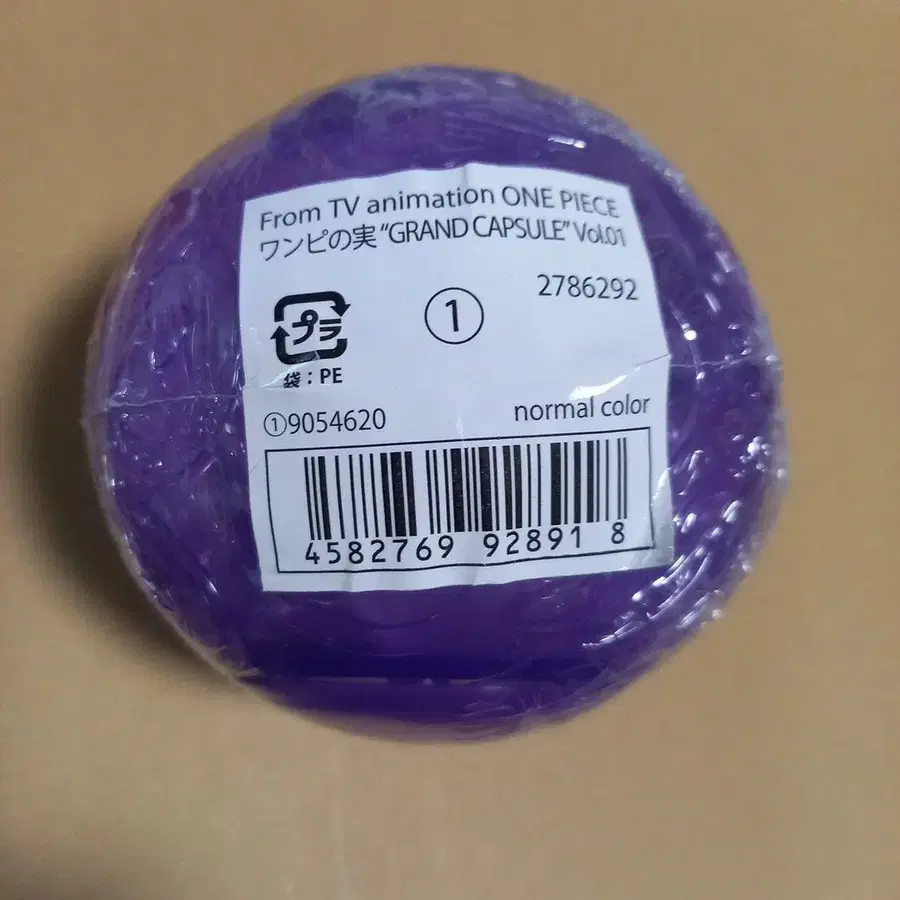 From TV animation ONE PIECE
ワンピの実 “GRAND CAPSULE” Vol.01
2786292
①
プラ
袋：PE
①9054620
normal color
4582769 92891 8